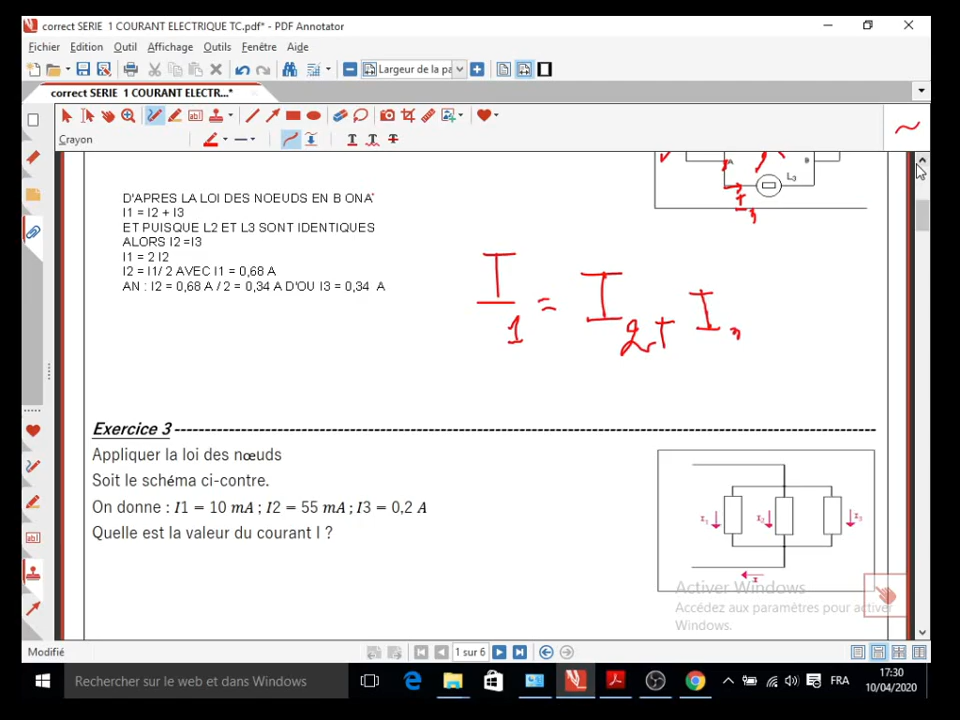 correct SERIE 1 COURANT ELECTRIQUE TC.pdf* - PDF Annotator
Fichier Edition Outil Affichage Outils Fenêtre Aide
Largeur de la pa
correct SERIE 1 COURANT ELECTR...*
Crayon
A B
L3
I
D'APRES LA LOI DES NOEUDS EN B ONA
I1 = I2 + I3
ET PUISQUE L2 ET L3 SONT IDENTIQUES
ALORS I2 =I3
I1 = 2 I2
I2 = I1/ 2 AVEC I1 = 0,68 A
AN : I2 = 0,68 A / 2 = 0,34 A D'OU I3 = 0,34 A
I1 = I2 + I
Exercice 3
Appliquer la loi des nœuds
Soit le schéma ci-contre.
On donne : I1 = 10 mA ; I2 = 55 mA ; I3 = 0,2 A
Quelle est la valeur du courant I ?
I1 I2 I3
I
Activer Windows
Accédez aux paramètres pour activer
Windows.
Modifié
1 sur 6
Rechercher sur le web et dans Windows
FRA
17:30
10/04/2020